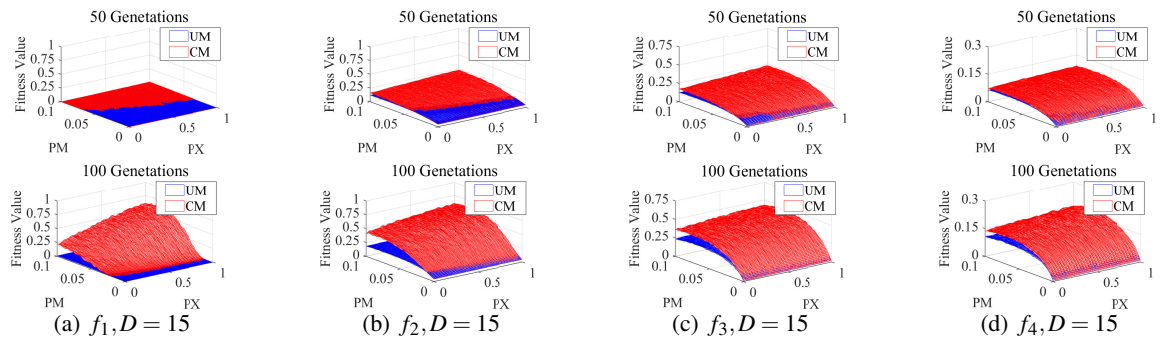 50 Genetations
UM
CM
Fitness Value
1
0.75
0.5
0.25
0
0.1
0.05
0
PM
0
0.5
1
PX
50 Genetations
UM
CM
Fitness Value
1
0.75
0.5
0.25
0
0.1
0.05
0
PM
0
0.5
1
PX
50 Genetations
UM
CM
Fitness Value
0.75
0.5
0.25
0
0.1
0.05
0
PM
0
0.5
1
PX
50 Genetations
UM
CM
Fitness Value
0.3
0.15
0
0.1
0.05
0
PM
0
0.5
1
PX
100 Genetations
UM
CM
Fitness Value
1
0.75
0.5
0.25
0
0.1
0.05
0
PM
0
0.5
1
PX
100 Genetations
UM
CM
Fitness Value
1
0.75
0.5
0.25
0
0.1
0.05
0
PM
0
0.5
1
PX
100 Genetations
UM
CM
Fitness Value
0.75
0.5
0.25
0
0.1
0.05
0
PM
0
0.5
1
PX
100 Genetations
UM
CM
Fitness Value
0.3
0.15
0
0.1
0.05
0
PM
0
0.5
1
PX
(a) f₁, D = 15
(b) f₂, D = 15
(c) f₃, D = 15
(d) f₄, D = 15